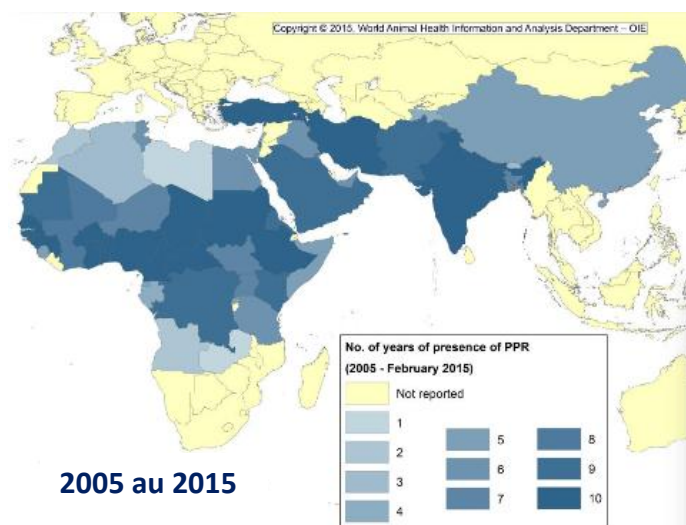 Copyright © 2015, World Animal Health Information and Analysis Department – OIE
No. of years of presence of PPR
(2005 - February 2015)
Not reported
1
2
3
4
5
6
7
8
9
10
2005 au 2015